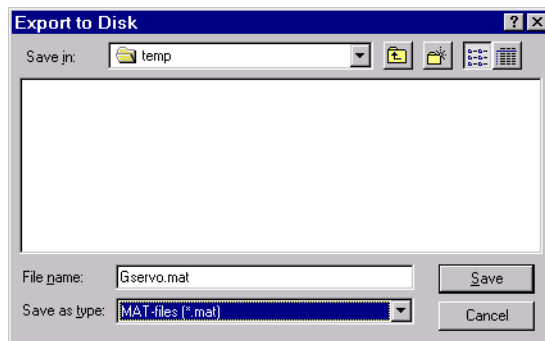 Export to Disk
Save in: temp
File name: Gservo.mat Save
Save as type: MAT-files (*.mat) Cancel